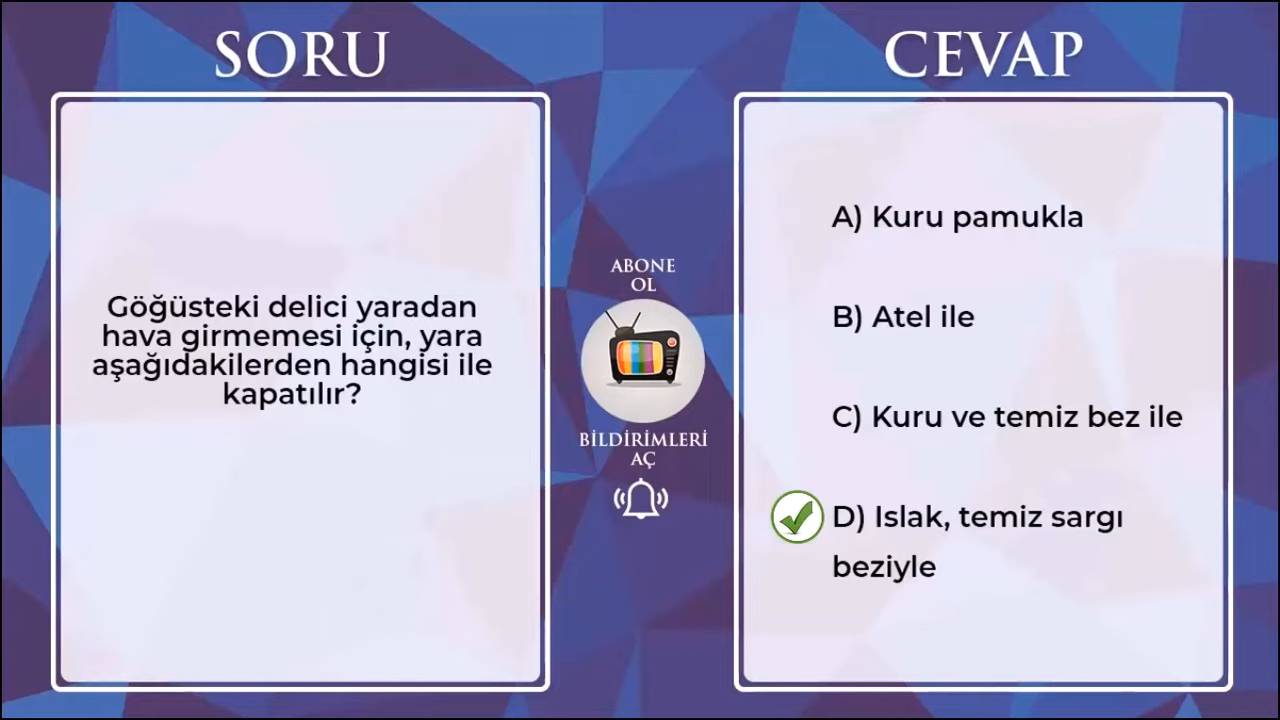 SORU
Göğüsteki delici yaradan
hava girmemesi için, yara
aşağıdakilerden hangisi ile
kapatılır?
ABONE
OL
BİLDİRİMLERİ
AÇ
CEVAP
A) Kuru pamukla
B) Atel ile
C) Kuru ve temiz bez ile
D) Islak, temiz sargı
beziyle